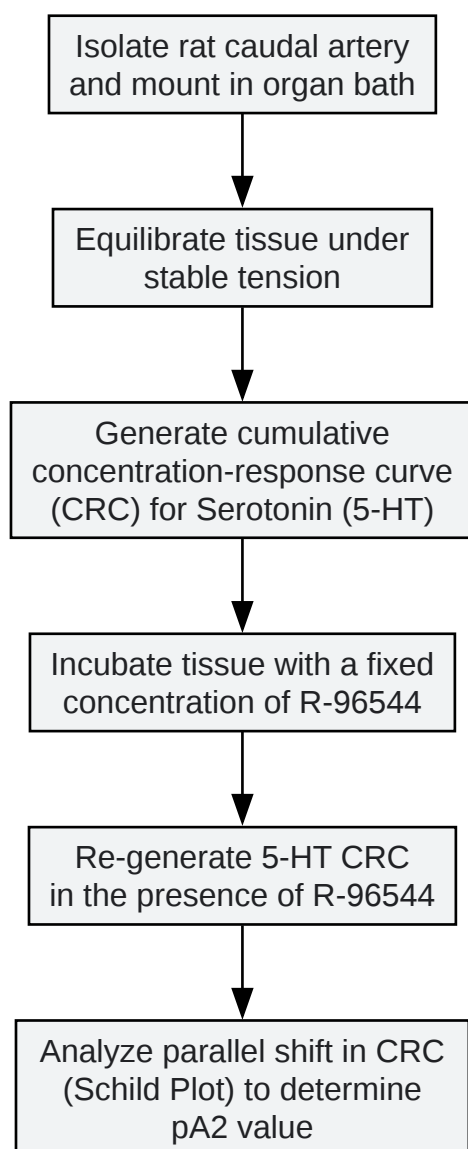 Isolate rat caudal artery
and mount in organ bath
Equilibrate tissue under
stable tension
Generate cumulative
concentration-response curve
(CRC) for Serotonin (5-HT)
Incubate tissue with a fixed
concentration of R-96544
Re-generate 5-HT CRC
in the presence of R-96544
Analyze parallel shift in CRC
(Schild Plot) to determine
pA2 value